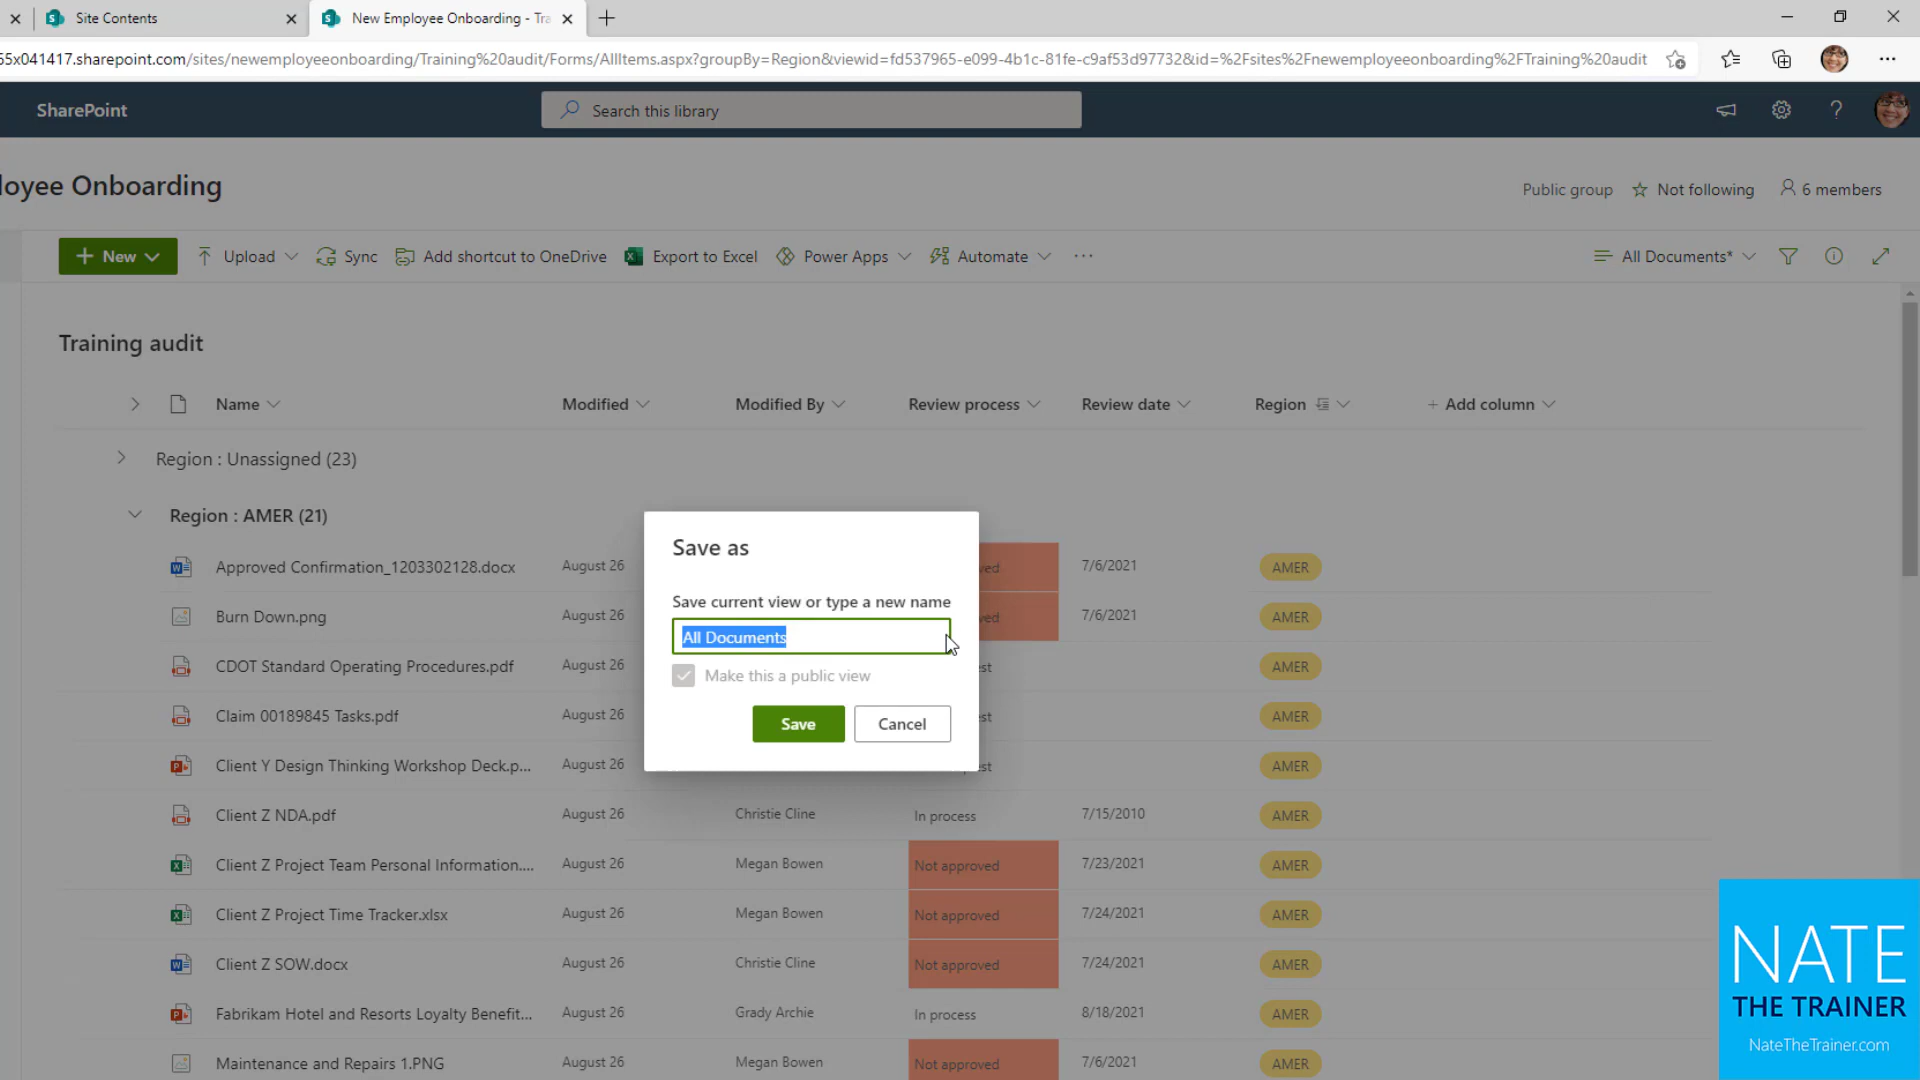 Site Contents
New Employee Onboarding - Tra
65x041417.sharepoint.com/sites/newemployeeonboarding/Training%20audit/Forms/AllItems.aspx?groupBy=Region&viewid=fd537965-e099-4b1c-81fe-c9af53d97732&id=%2Fsites%2Fnewemployeeonboarding%2FTraining%20audit
SharePoint
Search this library
loyee Onboarding
Public group Not following 6 members
New Upload Sync Add shortcut to OneDrive Export to Excel Power Apps Automate ··· All Documents*
Training audit
Name Modified Modified By Review process Review date Region + Add column
Region : Unassigned (23)
Region : AMER (21)
Approved Confirmation_1203302128.docx August 26 ved 7/6/2021 AMER
Burn Down.png August 26 ved 7/6/2021 AMER
CDOT Standard Operating Procedures.pdf August 26 est AMER
Claim 00189845 Tasks.pdf August 26 est AMER
Client Y Design Thinking Workshop Deck.p... August 26 est AMER
Client Z NDA.pdf August 26 Christie Cline In process 7/15/2010 AMER
Client Z Project Team Personal Information.... August 26 Megan Bowen Not approved 7/23/2021 AMER
Client Z Project Time Tracker.xlsx August 26 Megan Bowen Not approved 7/24/2021 AMER
Client Z SOW.docx August 26 Christie Cline Not approved 7/24/2021 AMER
Fabrikam Hotel and Resorts Loyalty Benefit... August 26 Grady Archie In process 8/18/2021 AMER
Maintenance and Repairs 1.PNG August 26 Megan Bowen Not approved 7/6/2021 AMER
Save as
Save current view or type a new name
All Documents
Make this a public view
Save Cancel
NATE
THE TRAINER
NateTheTrainer.com